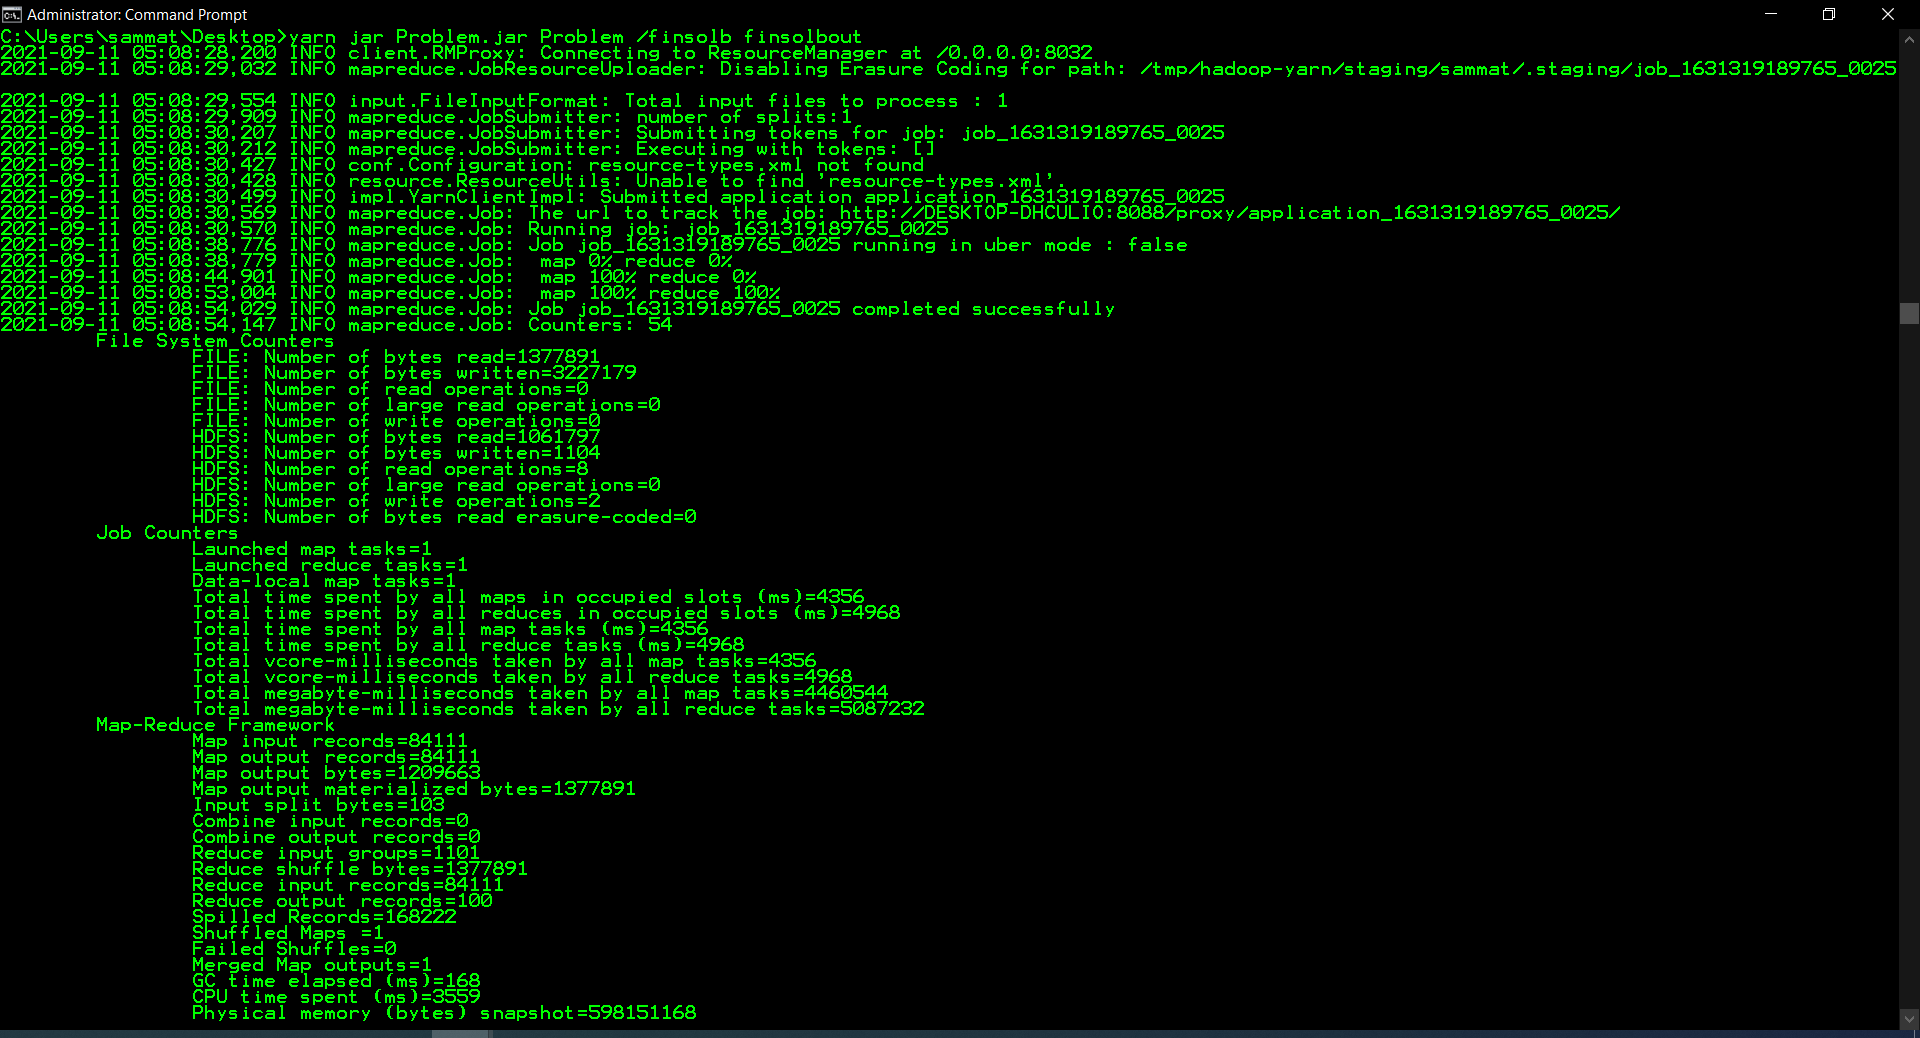 Administrator: Command Prompt
C:\Users\sammat\Desktop>yarn jar Problem.jar Problem /finsolb finsolbout
2021-09-11 05:08:28,200 INFO client.RMProxy: Connecting to ResourceManager at /0.0.0.0:8032
2021-09-11 05:08:29,032 INFO mapreduce.JobResourceUploader: Disabling Erasure Coding for path: /tmp/hadoop-yarn/staging/sammat/.staging/job_1631319189765_0025
2021-09-11 05:08:29,554 INFO input.FileInputFormat: Total input files to process : 1
2021-09-11 05:08:29,909 INFO mapreduce.JobSubmitter: number of splits:1
2021-09-11 05:08:30,207 INFO mapreduce.JobSubmitter: Submitting tokens for job: job_1631319189765_0025
2021-09-11 05:08:30,212 INFO mapreduce.JobSubmitter: Executing with tokens: []
2021-09-11 05:08:30,427 INFO conf.Configuration: resource-types.xml not found
2021-09-11 05:08:30,428 INFO resource.ResourceUtils: Unable to find 'resource-types.xml'.
2021-09-11 05:08:30,499 INFO impl.YarnClientImpl: Submitted application application_1631319189765_0025
2021-09-11 05:08:30,569 INFO mapreduce.Job: The url to track the job: http://DESKTOP-DHCULIO:8088/proxy/application_1631319189765_0025/
2021-09-11 05:08:30,570 INFO mapreduce.Job: Running job: job_1631319189765_0025
2021-09-11 05:08:38,776 INFO mapreduce.Job: Job job_1631319189765_0025 running in uber mode : false
2021-09-11 05:08:38,779 INFO mapreduce.Job:  map 0% reduce 0%
2021-09-11 05:08:44,901 INFO mapreduce.Job:  map 100% reduce 0%
2021-09-11 05:08:53,004 INFO mapreduce.Job:  map 100% reduce 100%
2021-09-11 05:08:54,029 INFO mapreduce.Job: Job job_1631319189765_0025 completed successfully
2021-09-11 05:08:54,147 INFO mapreduce.Job: Counters: 54
File System Counters
FILE: Number of bytes read=1377891
FILE: Number of bytes written=3227179
FILE: Number of read operations=0
FILE: Number of large read operations=0
FILE: Number of write operations=0
HDFS: Number of bytes read=1061797
HDFS: Number of bytes written=1104
HDFS: Number of read operations=8
HDFS: Number of large read operations=0
HDFS: Number of write operations=2
HDFS: Number of bytes read erasure-coded=0
Job Counters
Launched map tasks=1
Launched reduce tasks=1
Data-local map tasks=1
Total time spent by all maps in occupied slots (ms)=4356
Total time spent by all reduces in occupied slots (ms)=4968
Total time spent by all map tasks (ms)=4356
Total time spent by all reduce tasks (ms)=4968
Total vcore-milliseconds taken by all map tasks=4356
Total vcore-milliseconds taken by all reduce tasks=4968
Total megabyte-milliseconds taken by all map tasks=4460544
Total megabyte-milliseconds taken by all reduce tasks=5087232
Map-Reduce Framework
Map input records=84111
Map output records=84111
Map output bytes=1209663
Map output materialized bytes=1377891
Input split bytes=103
Combine input records=0
Combine output records=0
Reduce input groups=1101
Reduce shuffle bytes=1377891
Reduce input records=84111
Reduce output records=100
Spilled Records=168222
Shuffled Maps =1
Failed Shuffles=0
Merged Map outputs=1
GC time elapsed (ms)=168
CPU time spent (ms)=3559
Physical memory (bytes) snapshot=598151168